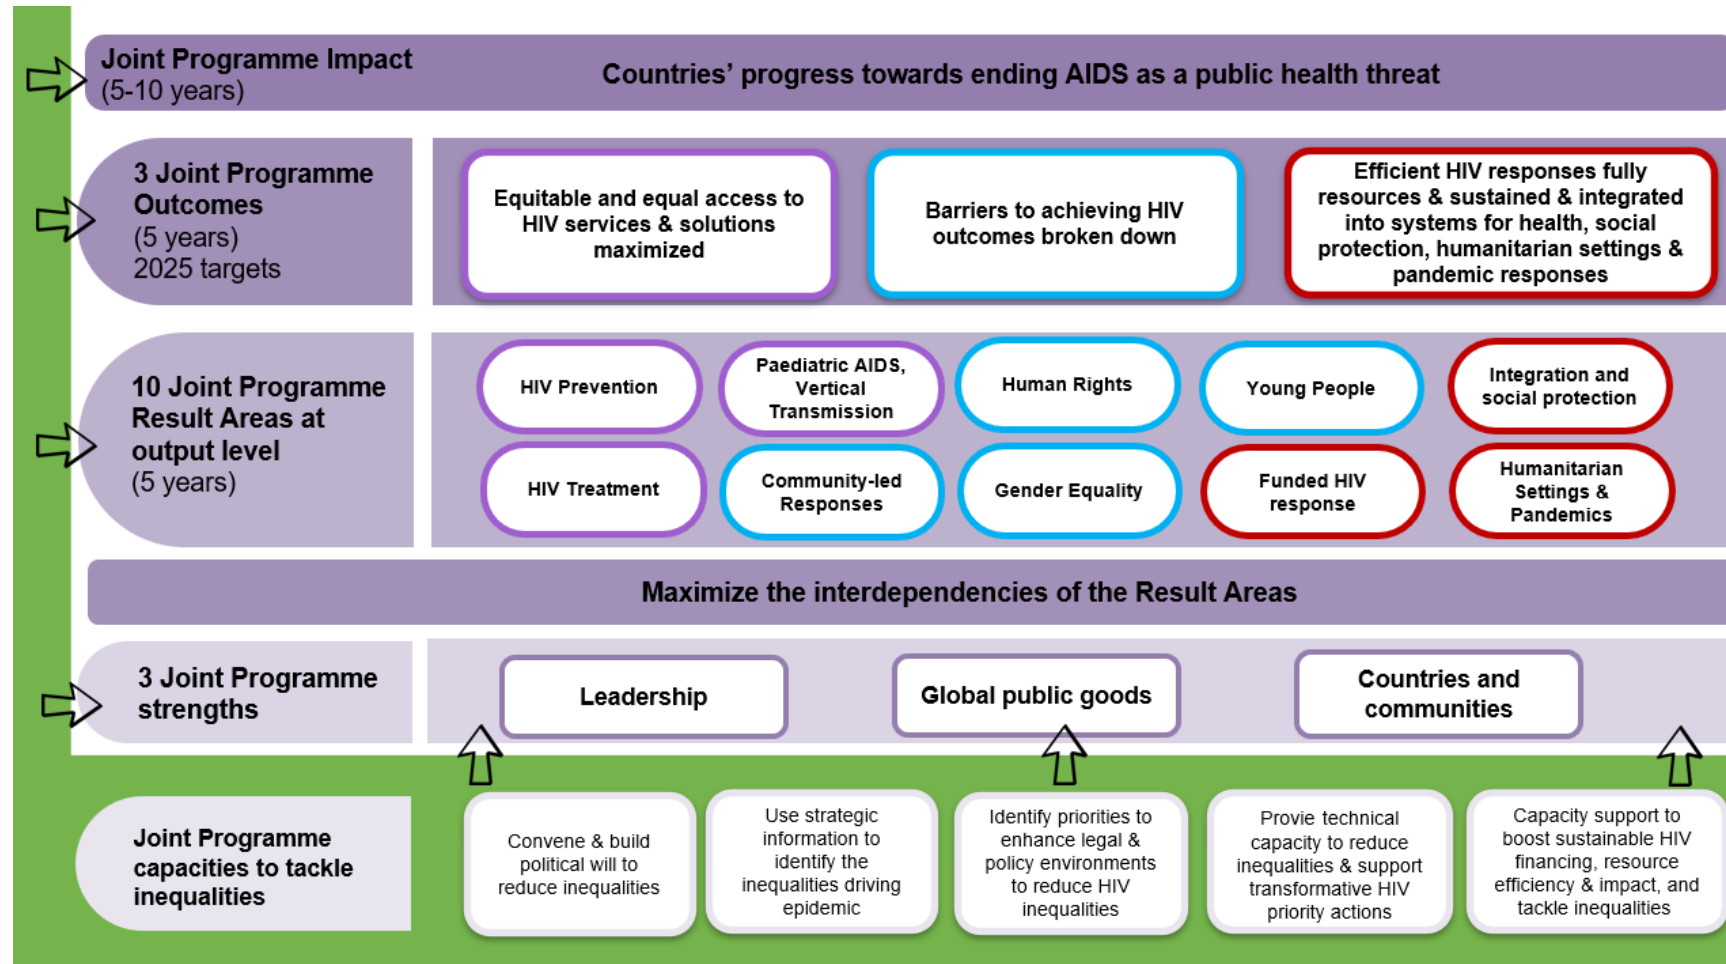 Joint Programme Impact
(5-10 years)
Countries' progress towards ending AIDS as a public health threat
3 Joint Programme
Outcomes
(5 years)
2025 targets
Equitable and equal access to
HIV services & solutions
maximized
Barriers to achieving HIV
outcomes broken down
Efficient HIV responses fully
resources & sustained & integrated
into systems for health, social
protection, humanitarian settings &
pandemic responses
10 Joint Programme
Result Areas at
output level
(5 years)
HIV Prevention
Paediatric AIDS,
Vertical
Transmission
Human Rights
Young People
Integration and
social protection
HIV Treatment
Community-led
Responses
Gender Equality
Funded HIV
response
Humanitarian
Settings &
Pandemics
Maximize the interdependencies of the Result Areas
3 Joint Programme
strengths
Leadership
Global public goods
Countries and
communities
Joint Programme
capacities to tackle
inequalities
Convene & build
political will to
reduce inequalities
Use strategic
information to
identify the
inequalities driving
epidemic
Identify priorities to
enhance legal &
policy environments
to reduce HIV
inequalities
Provie technical
capacity to reduce
inequalities & support
transformative HIV
priority actions
Capacity support to
boost sustainable HIV
financing, resource
efficiency & impact, and
tackle inequalities